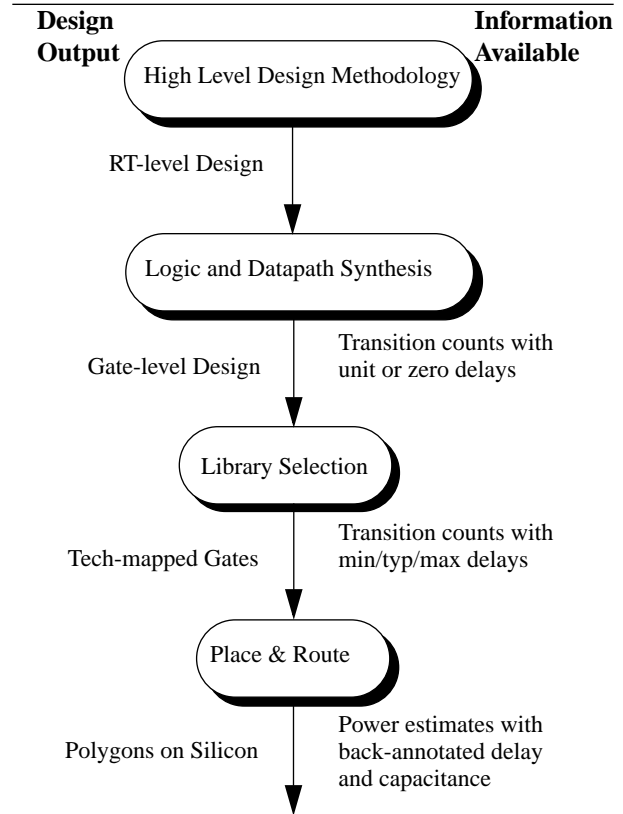 Design
Output
Information
Available
High Level Design Methodology
RT-level Design
Logic and Datapath Synthesis
Gate-level Design
Transition counts with
unit or zero delays
Library Selection
Tech-mapped Gates
Transition counts with
min/typ/max delays
Place & Route
Polygons on Silicon
Power estimates with
back-annotated delay
and capacitance